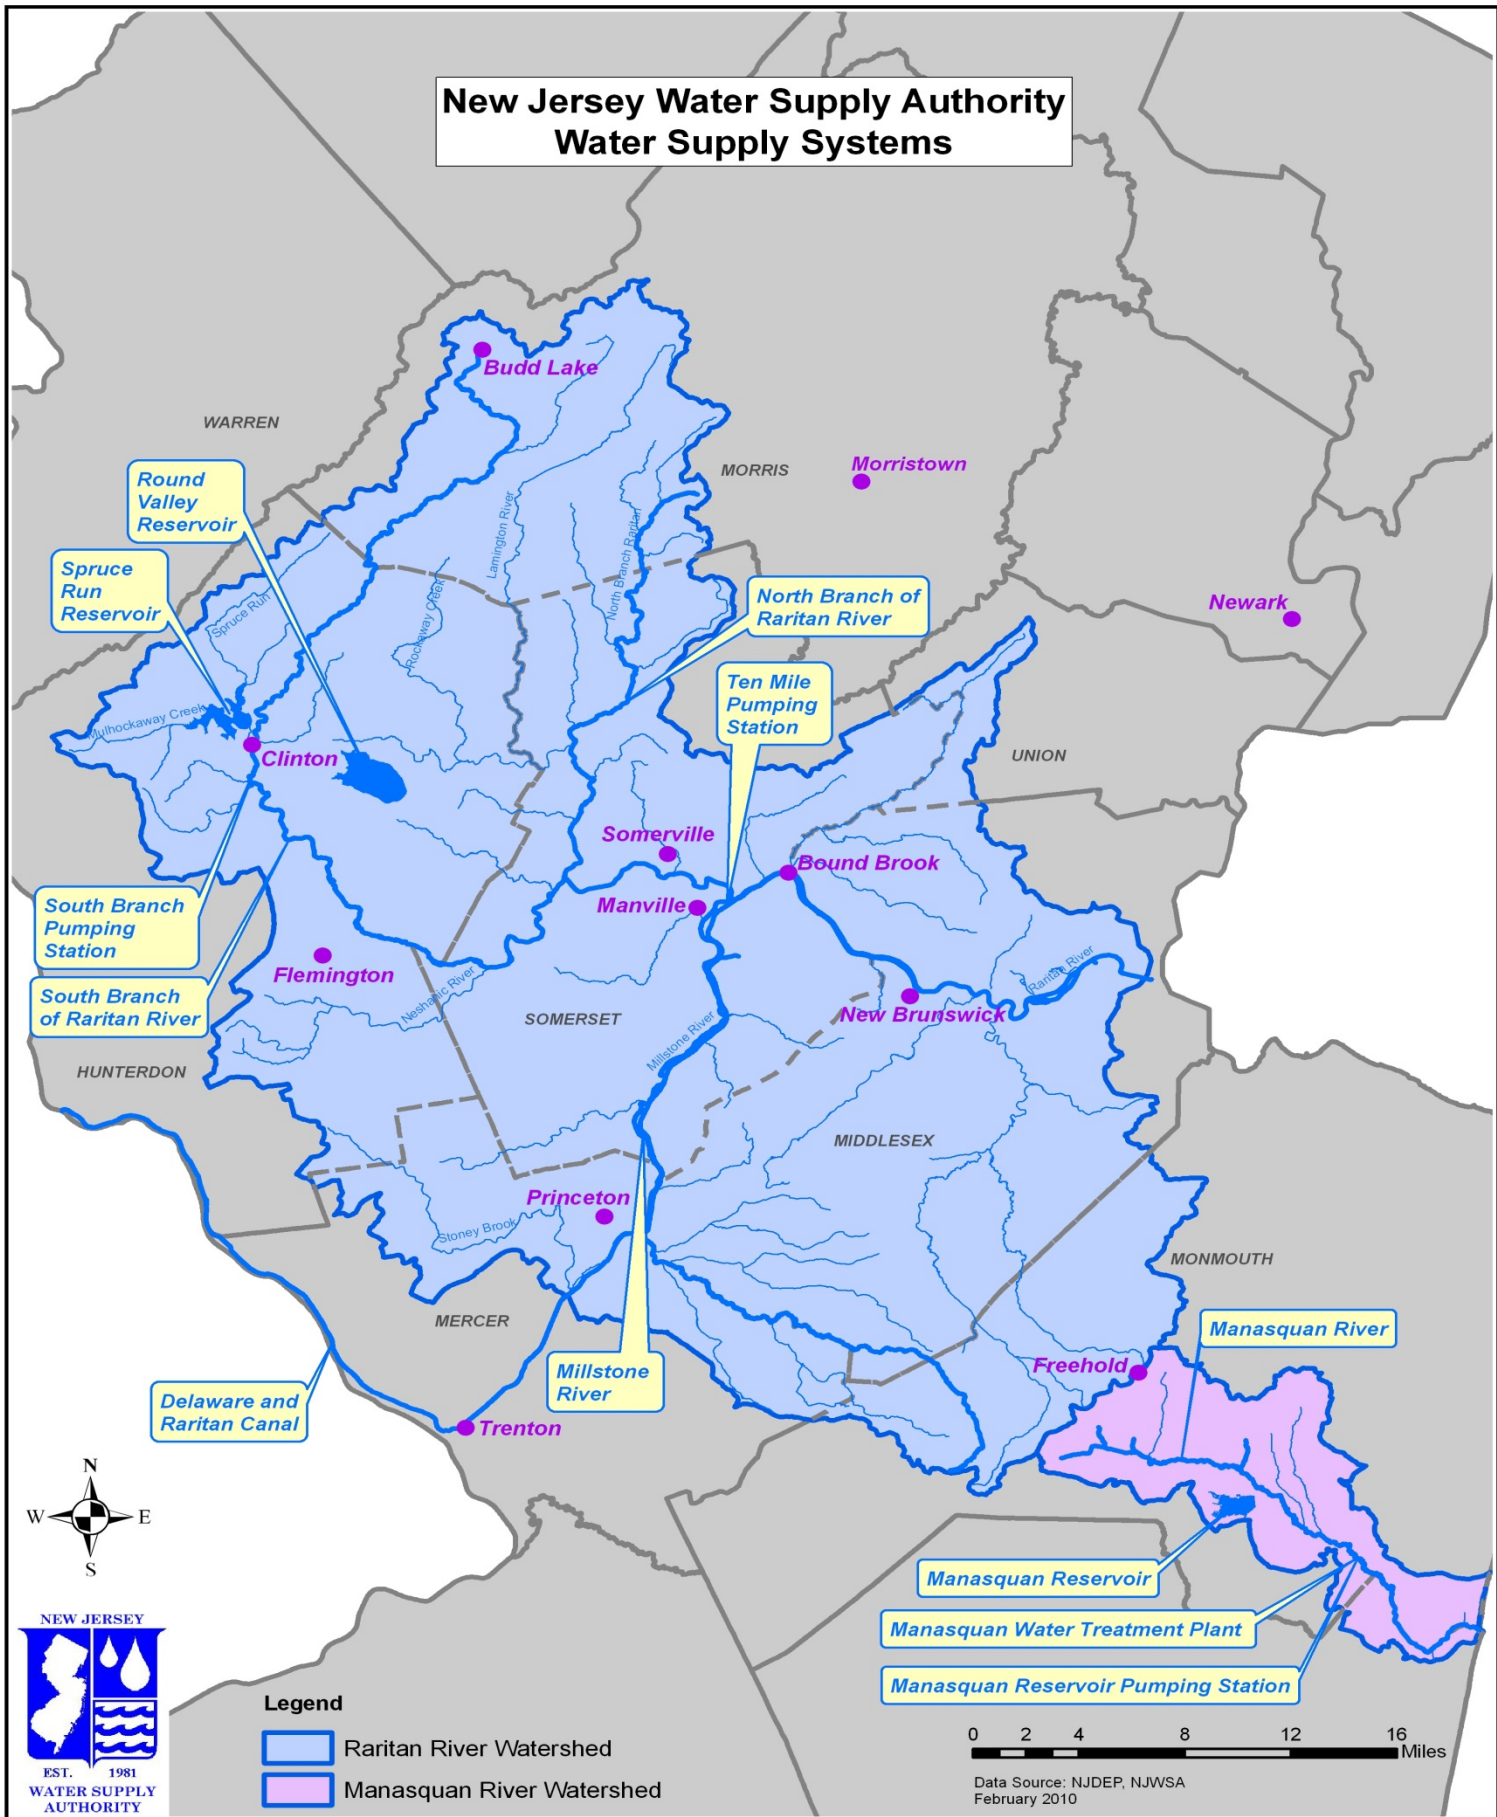 New Jersey Water Supply Authority
Water Supply Systems
Budd Lake
WARREN
MORRIS
Morristown
Round
Valley
Reservoir
Spruce
Run
Reservoir
Lamington River
North Branch Raritan
Rockaway Creek
Spruce Run
North Branch of
Raritan River
Newark
Ten Mile
Pumping
Station
Mulhockaway Creek
Clinton
UNION
Somerville
Bound Brook
Manville
South Branch
Pumping
Station
Flemington
South Branch
of Raritan River
Neshanic River
Raritan River
New Brunswick
SOMERSET
Millstone River
HUNTERDON
MIDDLESEX
Princeton
Stoney Brook
MONMOUTH
MERCER
Manasquan River
Freehold
Millstone
River
Delaware and
Raritan Canal
Trenton
N
W
E
S
Manasquan Reservoir
Manasquan Water Treatment Plant
Manasquan Reservoir Pumping Station
NEW JERSEY
EST. 1981
WATER SUPPLY
AUTHORITY
Legend
Raritan River Watershed
Manasquan River Watershed
0 2 4 8 12 16
Miles
Data Source: NJDEP, NJWSA
February 2010